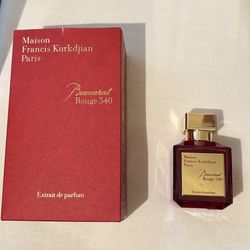 Maison
Francis Kurkdjian
Paris
Baccarat
Rouge 540
Extrait de parfum
Maison
Francis Kurkdjian
Paris
Baccarat
Rouge 540
Extrait de parfum